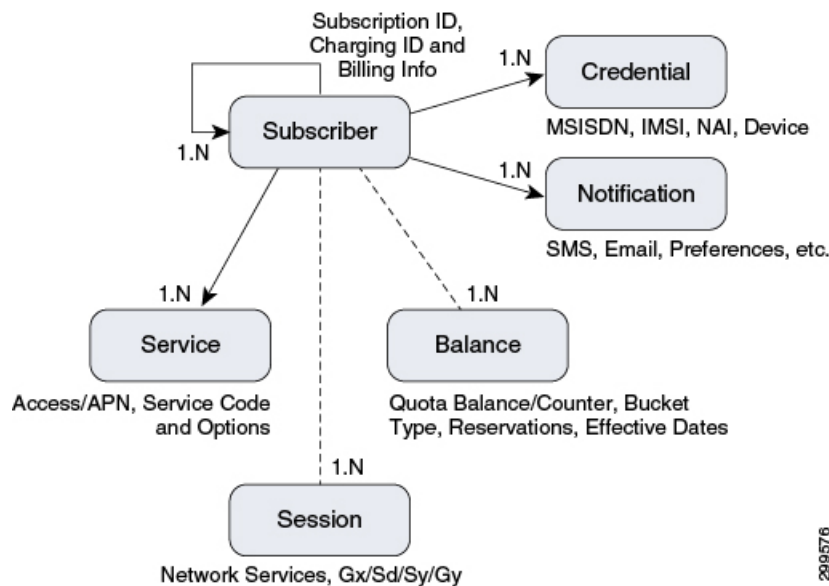 Subscription ID,
Charging ID and
Billing Info
1.N
Credential
MSISDN, IMSI, NAI, Device
Subscriber
1.N
1.N
Notification
SMS, Email, Preferences, etc.
1.N
Service
Access/APN, Service Code
and Options
1.N
Balance
Quota Balance/Counter, Bucket
Type, Reservations, Effective Dates
1.N
Session
Network Services, Gx/Sd/Sy/Gy
299576